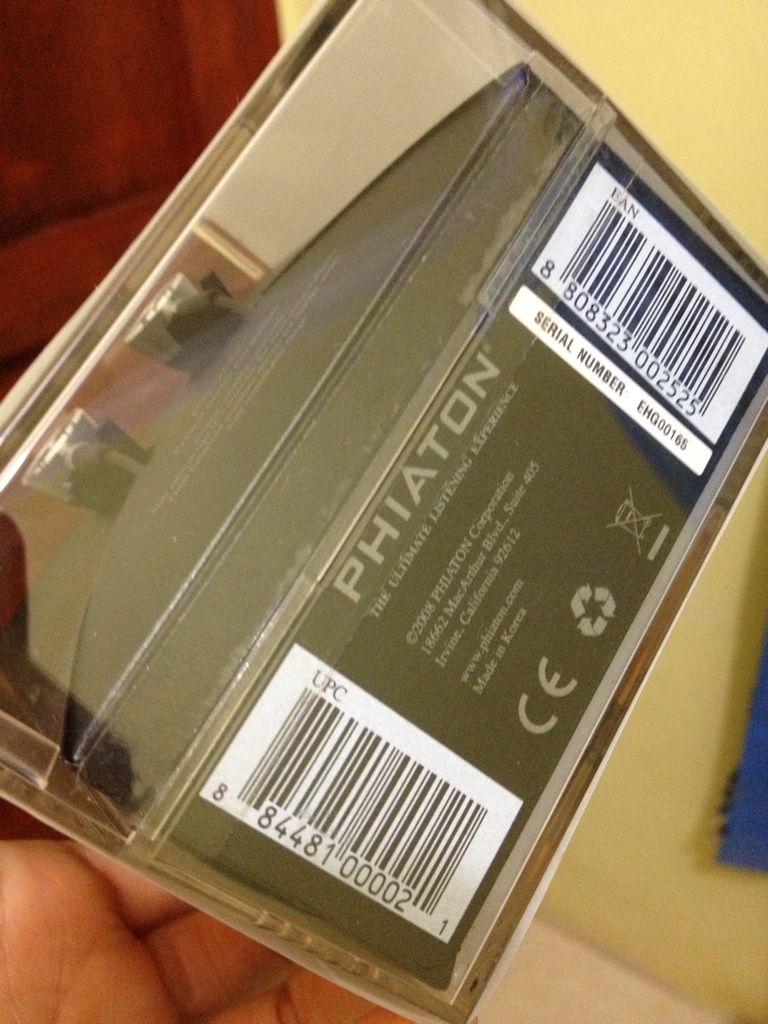 EAN
8 808323 002525
SERIAL NUMBER EHG00165
PHIATON
THE ULTIMATE LISTENING EXPERIENCE
©2008 PHIATON Corporation
18662 MacArthur Blvd., Suite 405
Irvine, California 92612
www.phiaton.com
Made in Korea
CE
UPC
8 84481 00002 1